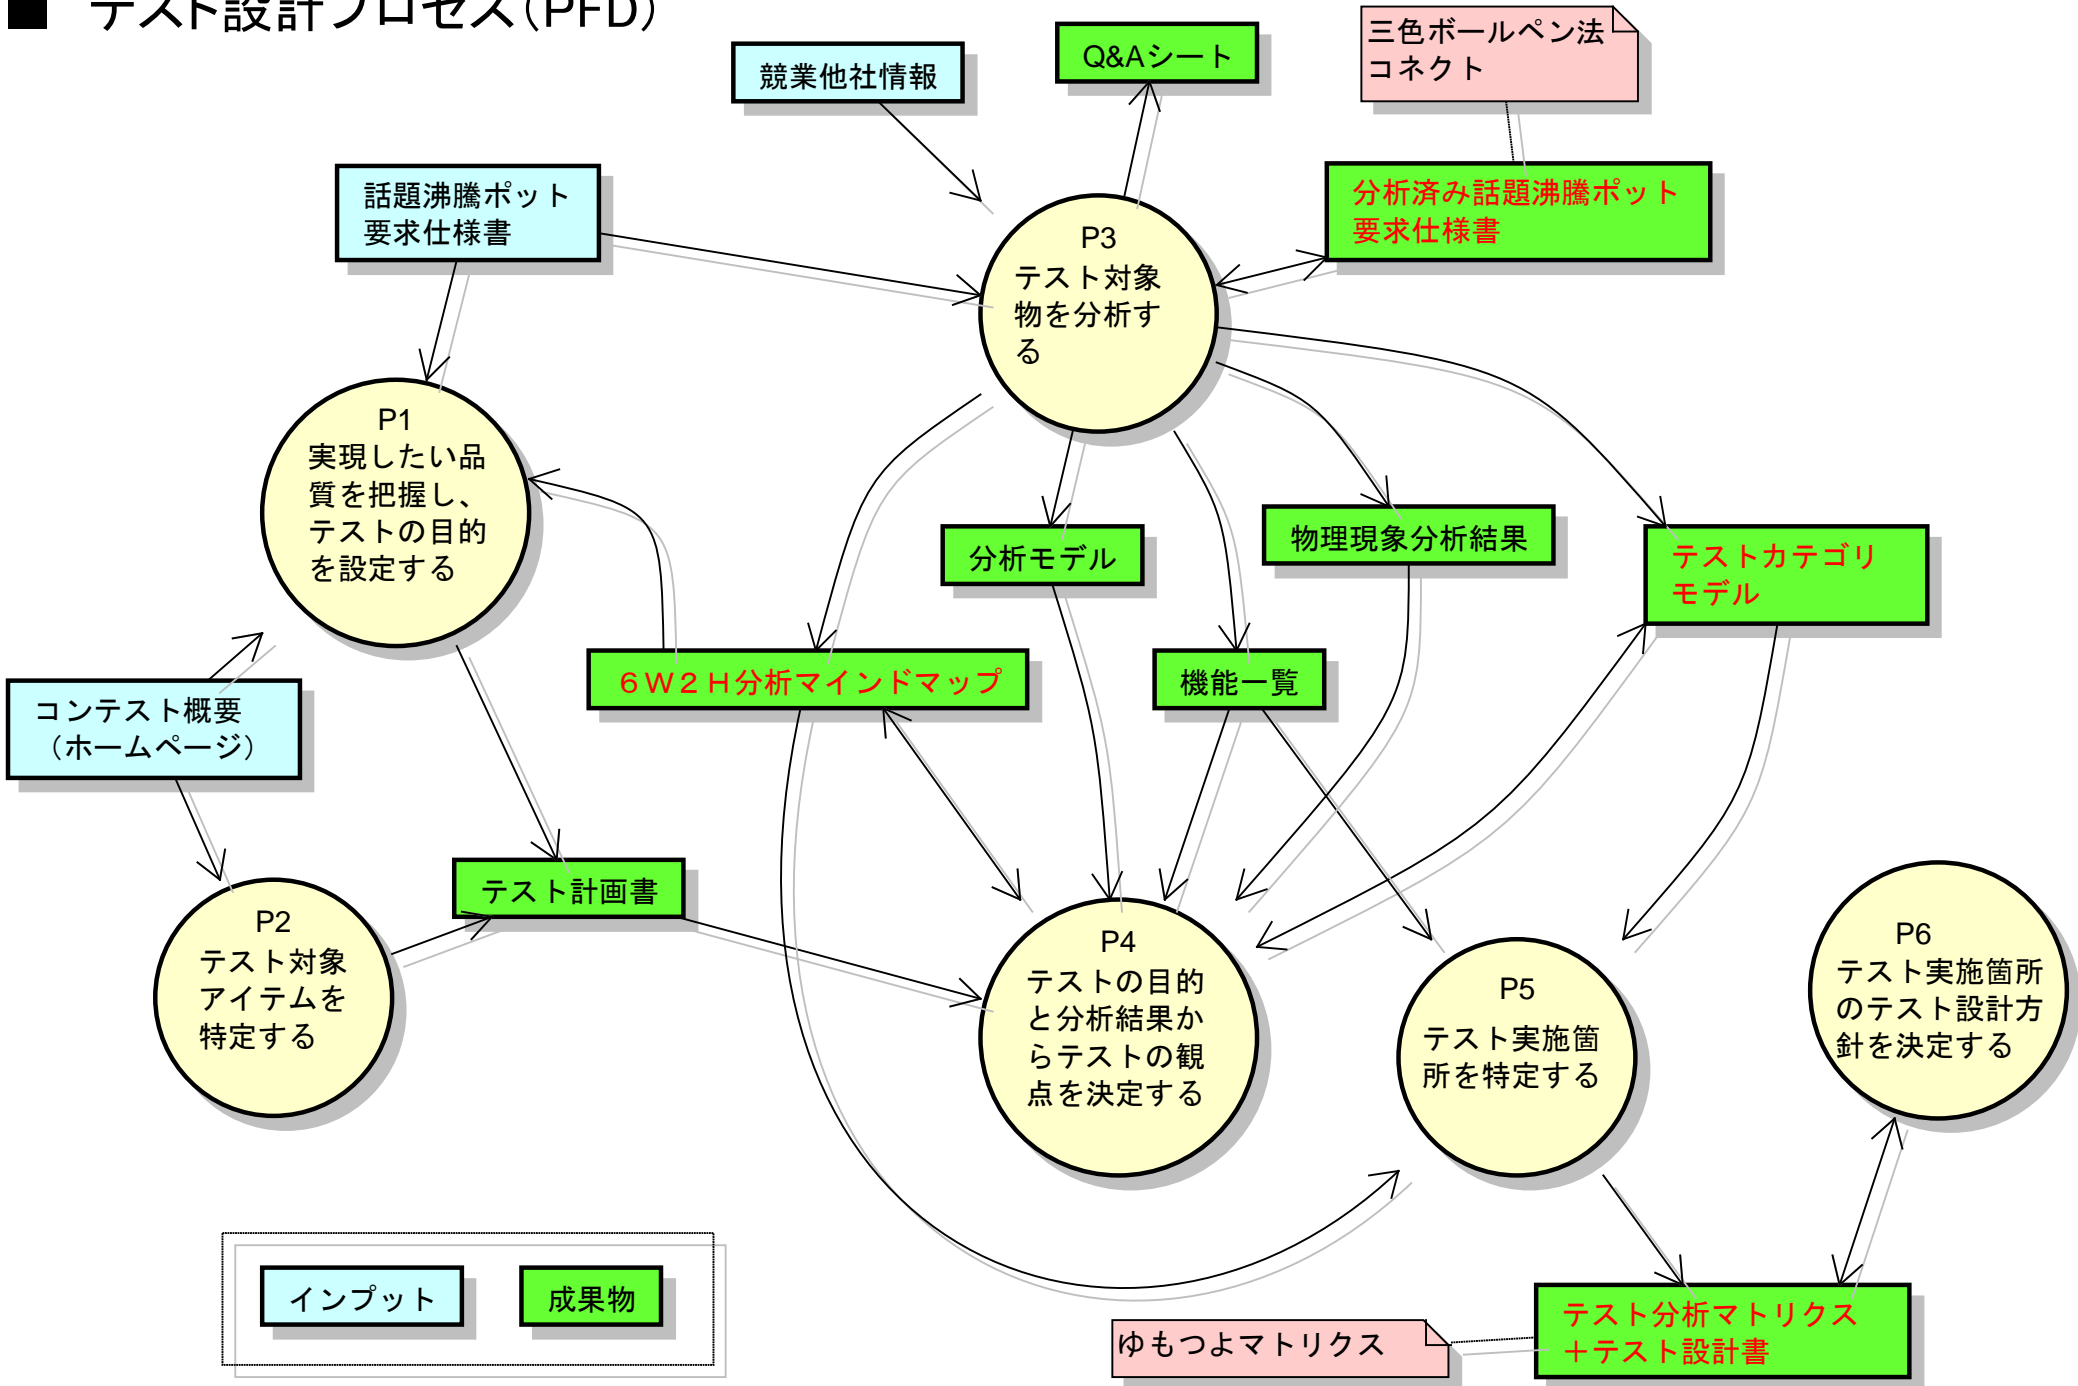 ■ テスト設計プロセス（PFD）
競業他社情報
Q&Aシート
三色ボールペン法
コネクト
話題沸騰ポット
要求仕様書
分析済み話題沸騰ポット
要求仕様書
P3
テスト対象
物を分析す
る
P1
実現したい品
質を把握し、
テストの目的
を設定する
分析モデル
物理現象分析結果
テストカテゴリ
モデル
６Ｗ２Ｈ分析マインドマップ
機能一覧
コンテスト概要
（ホームページ）
テスト計画書
P2
テスト対象
アイテムを
特定する
P4
テストの目的
と分析結果か
らテストの観
点を決定する
P5
テスト実施箇
所を特定する
P6
テスト実施箇所
のテスト設計方
針を決定する
インプット
成果物
ゆもつよマトリクス
テスト分析マトリクス
＋テスト設計書